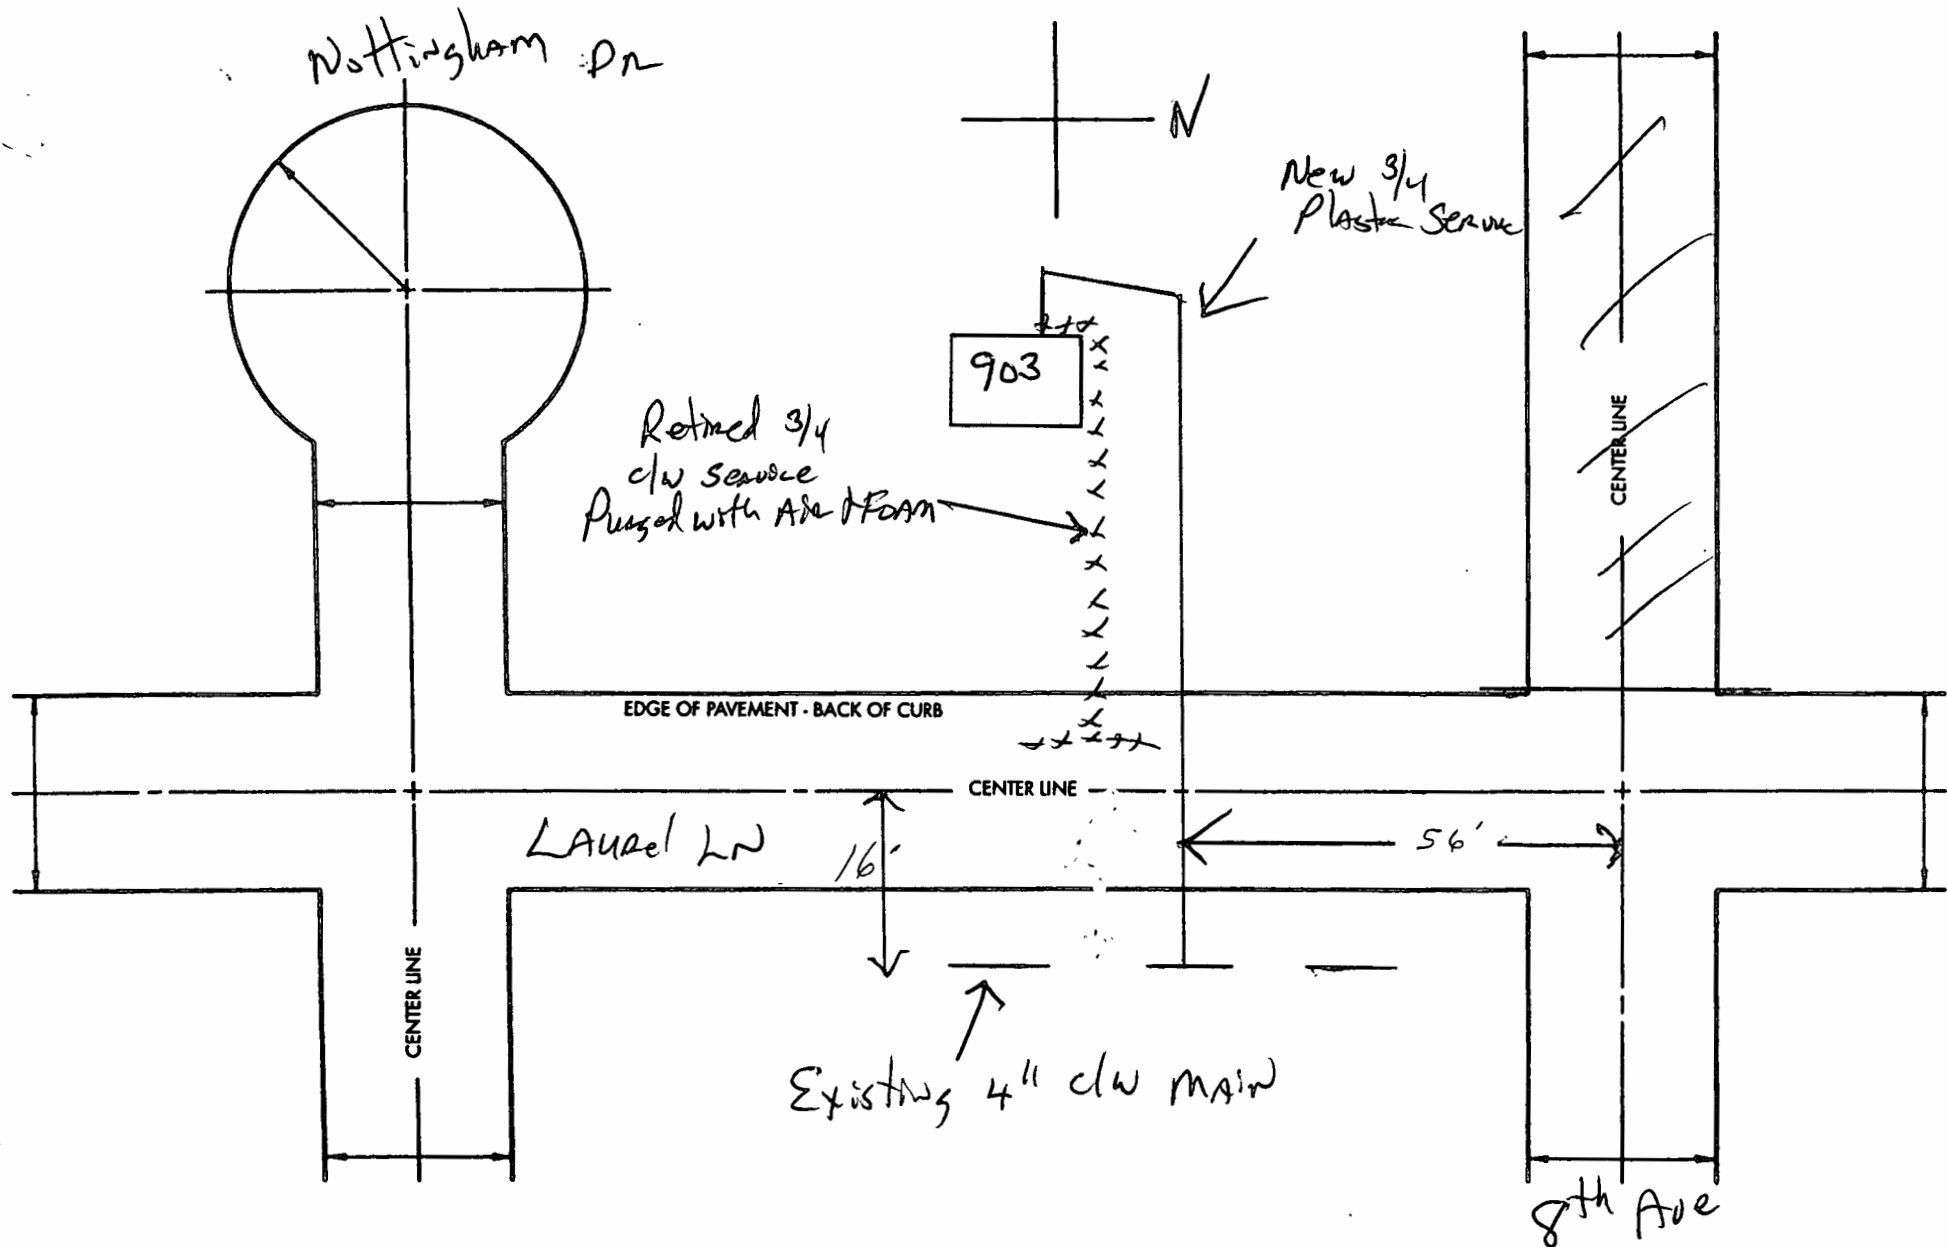 Nottingham DR
N
New 3/4
Plastic Service
903
Retired 3/4
c/w Service
Purged with Air & Foam
CENTER LINE
EDGE OF PAVEMENT - BACK OF CURB
CENTER LINE
Laurel LN
16'
56'
CENTER LINE
Existing 4" c/w MAIN
8th Ave